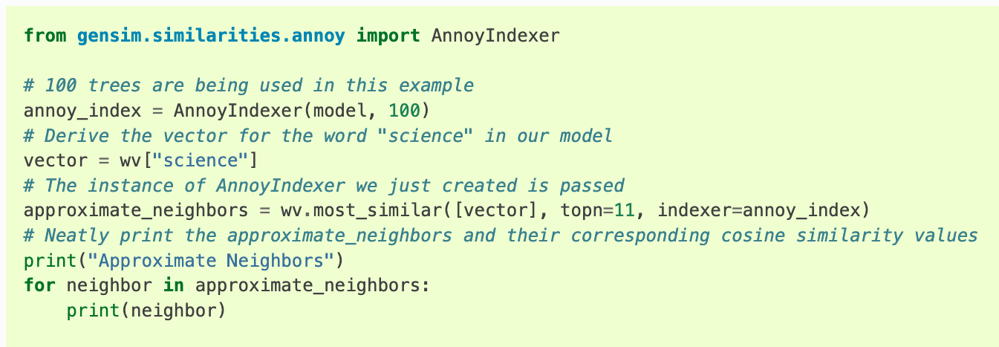 from gensim.similarities.annoy import AnnoyIndexer
# 100 trees are being used in this example
annoy_index = AnnoyIndexer(model, 100)
# Derive the vector for the word "science" in our model
vector = wv["science"]
# The instance of AnnoyIndexer we just created is passed
approximate_neighbors = wv.most_similar([vector], topn=11, indexer=annoy_index)
# Neatly print the approximate_neighbors and their corresponding cosine similarity values
print("Approximate Neighbors")
for neighbor in approximate_neighbors:
    print(neighbor)